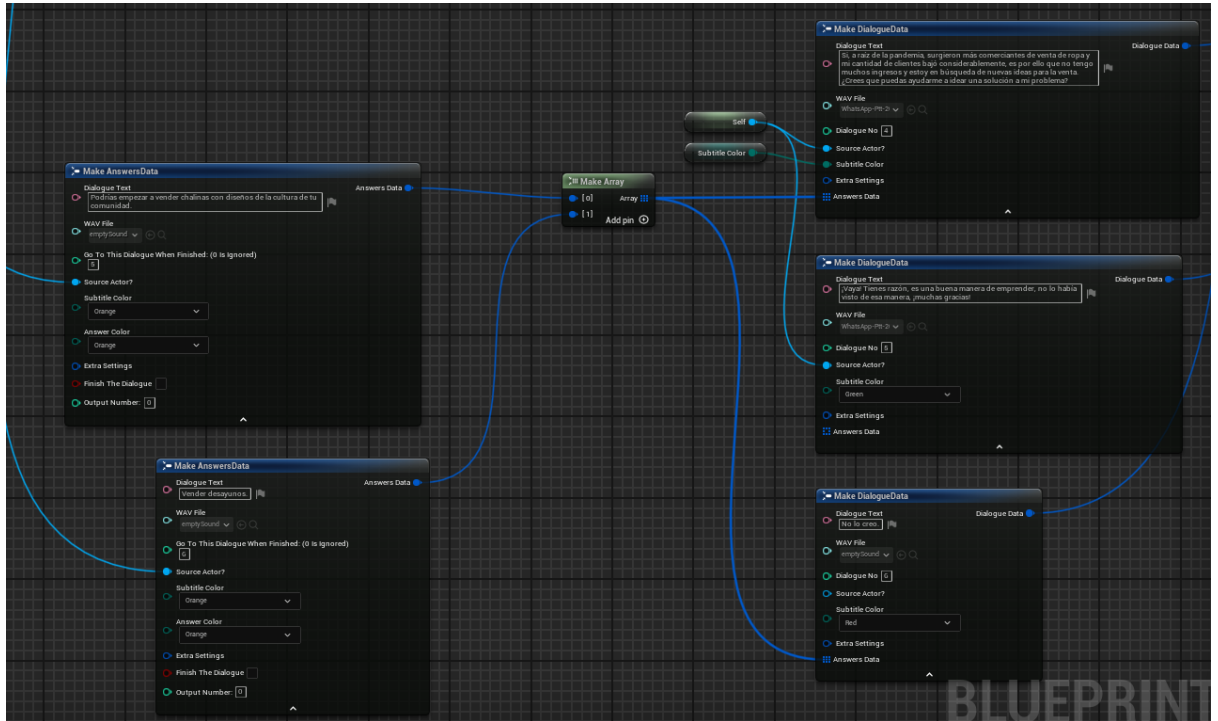 Make DialogueData
Dialogue Text
Dialogue Data
Si, a raíz de la pandemia, surgieron más comerciantes de venta de ropa y
mi cantidad de clientes bajó considerablemente, es por ello que no tengo
muchos ingresos y estoy en búsqueda de nuevas ideas para la venta.
¿Crees que puedas ayudarme a idear una solución a mi problema?
WAV File
WhatsApp-Ptt-2(
Dialogue No 4
Source Actor?
Subtitle Color
Extra Settings
Answers Data
Self
Subtitle Color
Make Array
[0] Array
[1] Add pin
Make AnswersData
Dialogue Text
Answers Data
Podrías empezar a vender chalinas con diseños de la cultura de tu
comunidad.
WAV File
emptySound
Go To This Dialogue When Finished: (0 Is Ignored)
5
Source Actor?
Subtitle Color
Orange
Answer Color
Orange
Extra Settings
Finish The Dialogue
Output Number: 0
Make DialogueData
Dialogue Text
Dialogue Data
¡Vaya! Tienes razón, es una buena manera de emprender, no lo había
visto de esa manera, ¡muchas gracias!
WAV File
WhatsApp-Ptt-2(
Dialogue No 5
Source Actor?
Subtitle Color
Green
Extra Settings
Answers Data
Make AnswersData
Dialogue Text
Answers Data
Vender desayunos.
WAV File
emptySound
Go To This Dialogue When Finished: (0 Is Ignored)
6
Source Actor?
Subtitle Color
Orange
Answer Color
Orange
Extra Settings
Finish The Dialogue
Output Number: 0
Make DialogueData
Dialogue Text
Dialogue Data
No lo creo.
WAV File
emptySound
Dialogue No 6
Source Actor?
Subtitle Color
Red
Extra Settings
Answers Data
BLUEPRINT